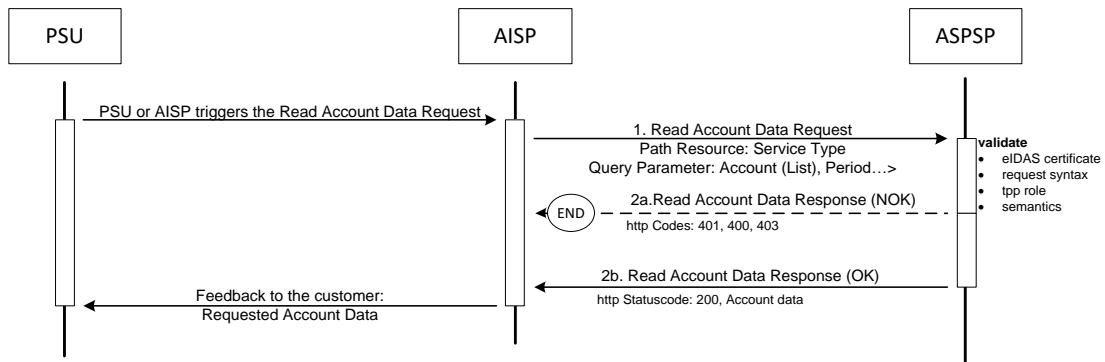 PSU
AISP
ASPSP
PSU or AISP triggers the Read Account Data Request
1. Read Account Data Request
Path Resource: Service Type
Query Parameter: Account (List), Period…>
validate
• eIDAS certificate
• request syntax
• tpp role
• semantics
2a.Read Account Data Response (NOK)
END
http Codes: 401, 400, 403
2b. Read Account Data Response (OK)
http Statuscode: 200, Account data
Feedback to the customer:
Requested Account Data